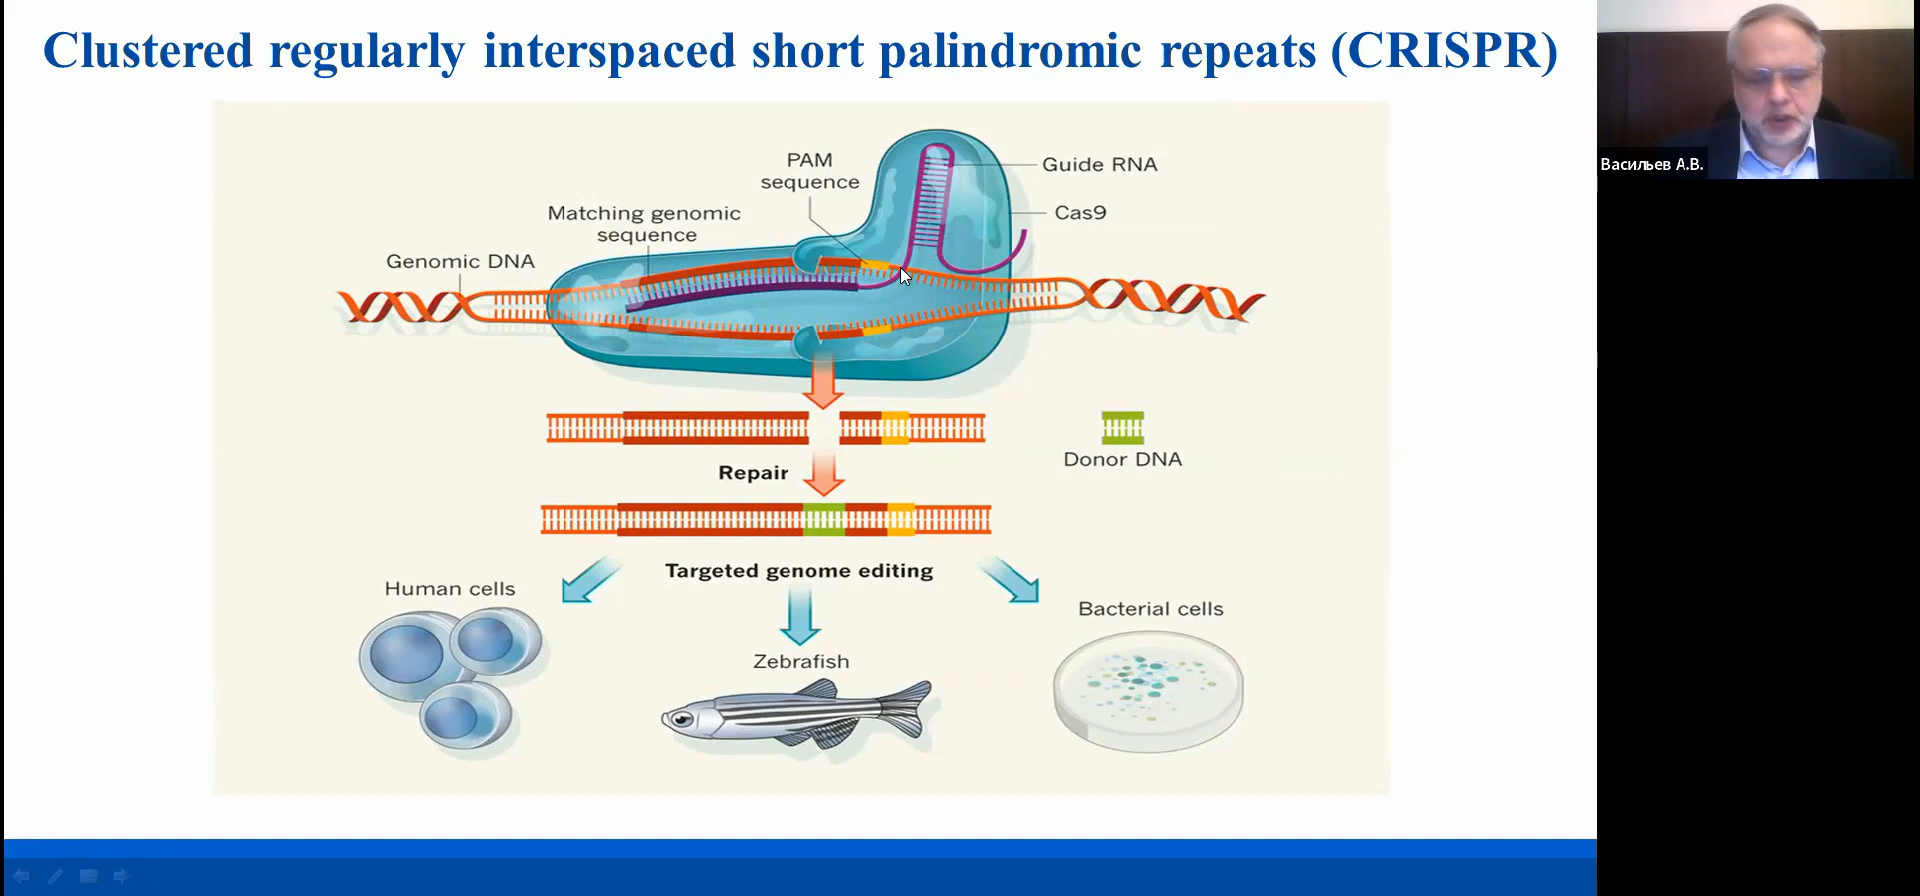 Clustered regularly interspaced short palindromic repeats (CRISPR)
Васильев А.В.
PAM
sequence
Guide RNA
Matching genomic
sequence
Cas9
Genomic DNA
Repair
Donor DNA
Targeted genome editing
Human cells
Zebrafish
Bacterial cells